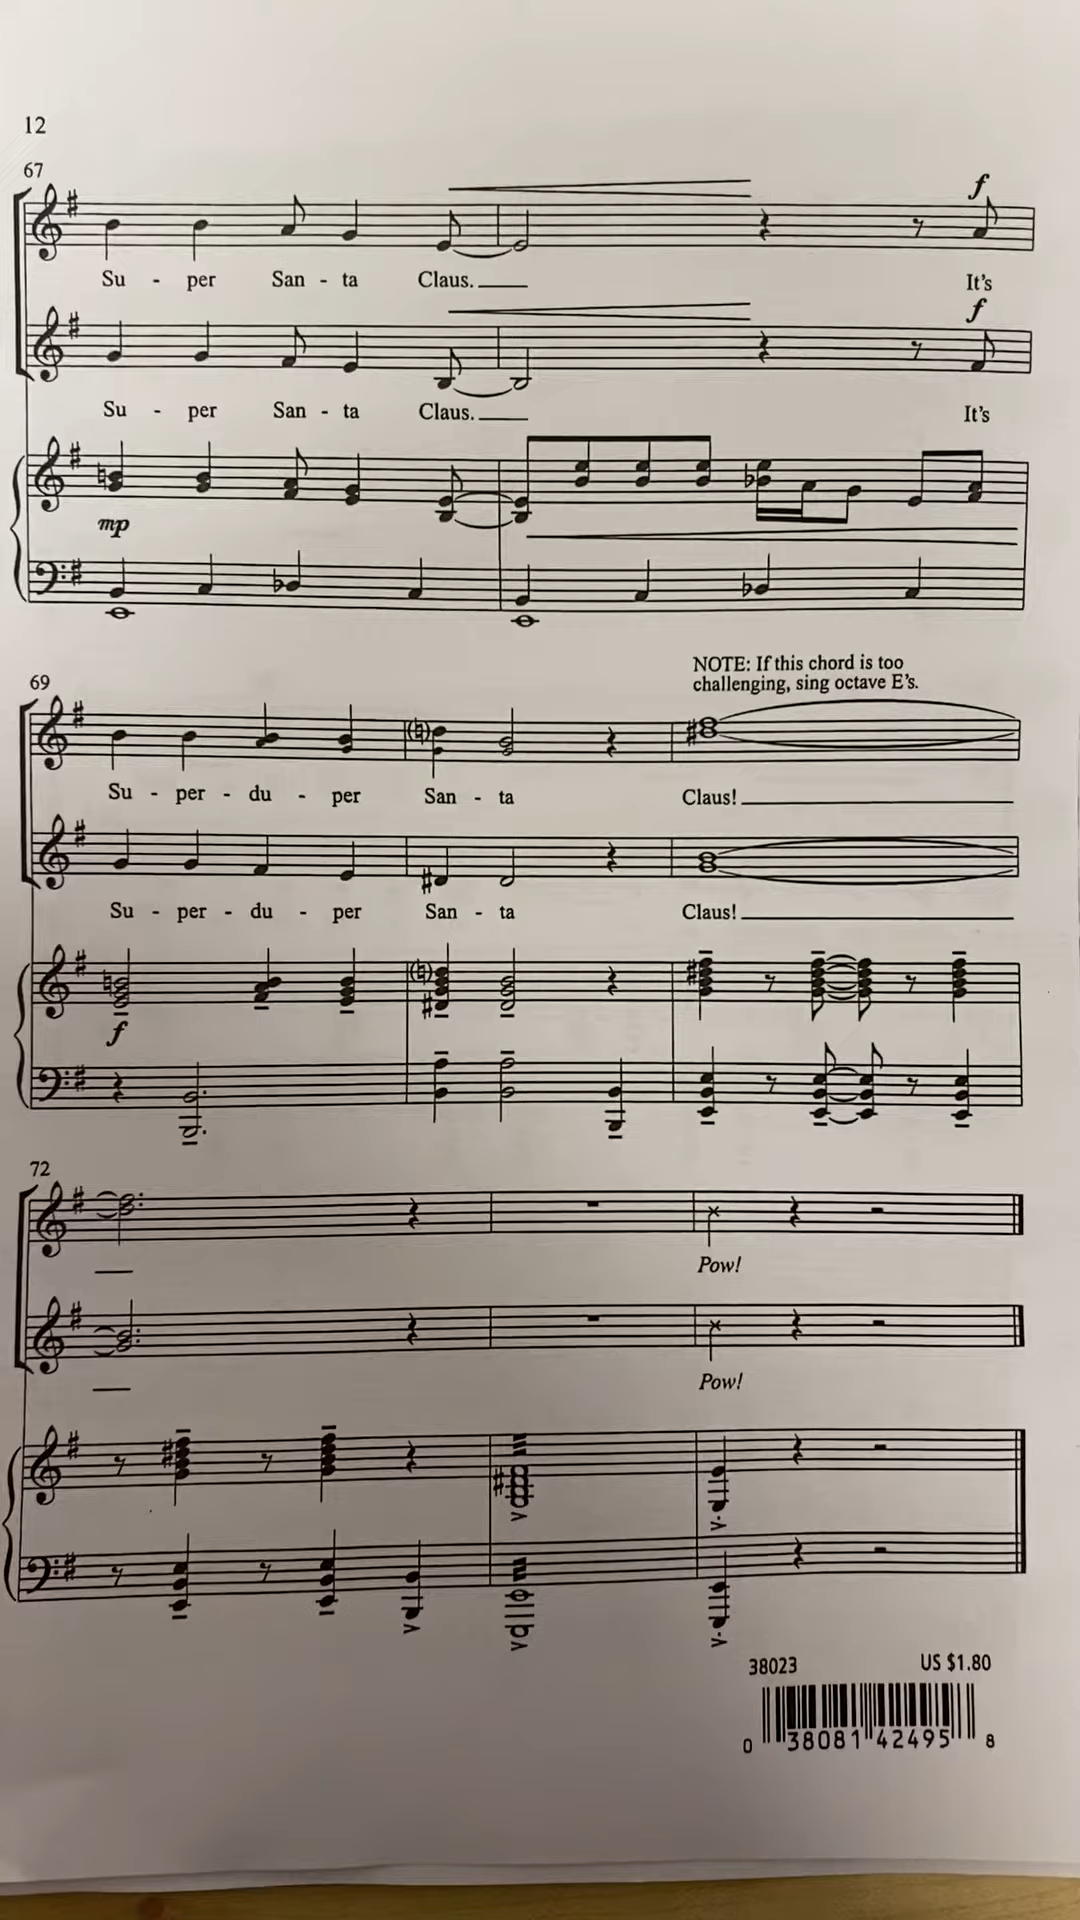 12
67
f
Su - per San - ta Claus. It's
f
Su - per San - ta Claus. It's
mp
NOTE: If this chord is too
challenging, sing octave E's.
69
Su - per - du - per San - ta Claus!
Su - per - du - per San - ta Claus!
f
72
Pow!
Pow!
38023 US $1.80
0 38081 42495 8